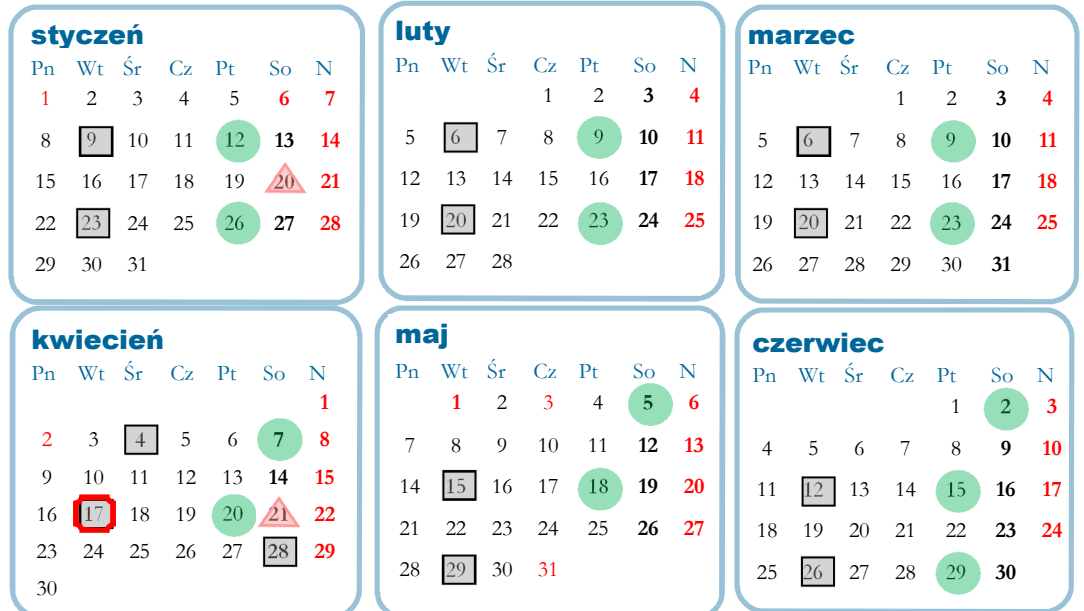 styczeń
Pn Wt Śr Cz Pt So N
1 2 3 4 5 6 7
8 9 10 11 12 13 14
15 16 17 18 19 20 21
22 23 24 25 26 27 28
29 30 31
luty
Pn Wt Śr Cz Pt So N
1 2 3 4
5 6 7 8 9 10 11
12 13 14 15 16 17 18
19 20 21 22 23 24 25
26 27 28
marzec
Pn Wt Śr Cz Pt So N
1 2 3 4
5 6 7 8 9 10 11
12 13 14 15 16 17 18
19 20 21 22 23 24 25
26 27 28 29 30 31
kwiecień
Pn Wt Śr Cz Pt So N
1
2 3 4 5 6 7 8
9 10 11 12 13 14 15
16 17 18 19 20 21 22
23 24 25 26 27 28 29
30
maj
Pn Wt Śr Cz Pt So N
1 2 3 4 5 6
7 8 9 10 11 12 13
14 15 16 17 18 19 20
21 22 23 24 25 26 27
28 29 30 31
czerwiec
Pn Wt Śr Cz Pt So N
1 2 3
4 5 6 7 8 9 10
11 12 13 14 15 16 17
18 19 20 21 22 23 24
25 26 27 28 29 30